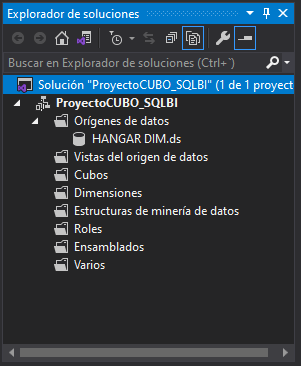 Explorador de soluciones
Buscar en Explorador de soluciones (Ctrl+`)
Solución "ProyectoCUBO_SQLBI" (1 de 1 proyect
ProyectoCUBO_SQLBI
Orígenes de datos
HANGAR DIM.ds
Vistas del origen de datos
Cubos
Dimensiones
Estructuras de minería de datos
Roles
Ensamblados
Varios